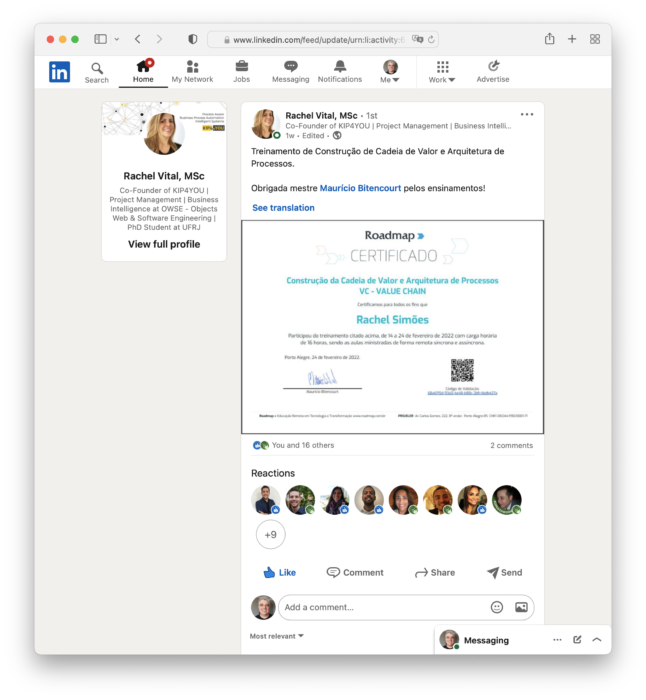 www.linkedin.com/feed/update/urn:li:activity:6
in
Search
Home
My Network
Jobs
Messaging
Notifications
Me
Work
Advertise
Rachel Vital, MSc
Co-Founder of KIP4YOU |
Project Management | Business
Intelligence at OWSE - Objects
Web & Software Engineering |
PhD Student at UFRJ
View full profile
Rachel Vital, MSc • 1st
Co-Founder of KIP4YOU | Project Management | Business Intelli...
1w • Edited •
Treinamento de Construção de Cadeia de Valor e Arquitetura de
Processos.
Obrigada mestre Maurício Bitencourt pelos ensinamentos!
See translation
Roadmap
CERTIFICADO
Construção da Cadeia de Valor e Arquitetura de Processos
VC - VALUE CHAIN
Certificamos para todos os fins que
Rachel Simões
Participou do treinamento citado acima, de 14 a 24 de fevereiro de 2022 com carga horária
de 16 horas, sendo as aulas ministradas de forma remota síncrona e assíncrona.
Porto Alegre, 24 de fevereiro de 2022.
Maurício Bitencourt
Código de Validação
You and 16 others
2 comments
Reactions
+9
Like
Comment
Share
Send
Add a comment...
Most relevant
Messaging